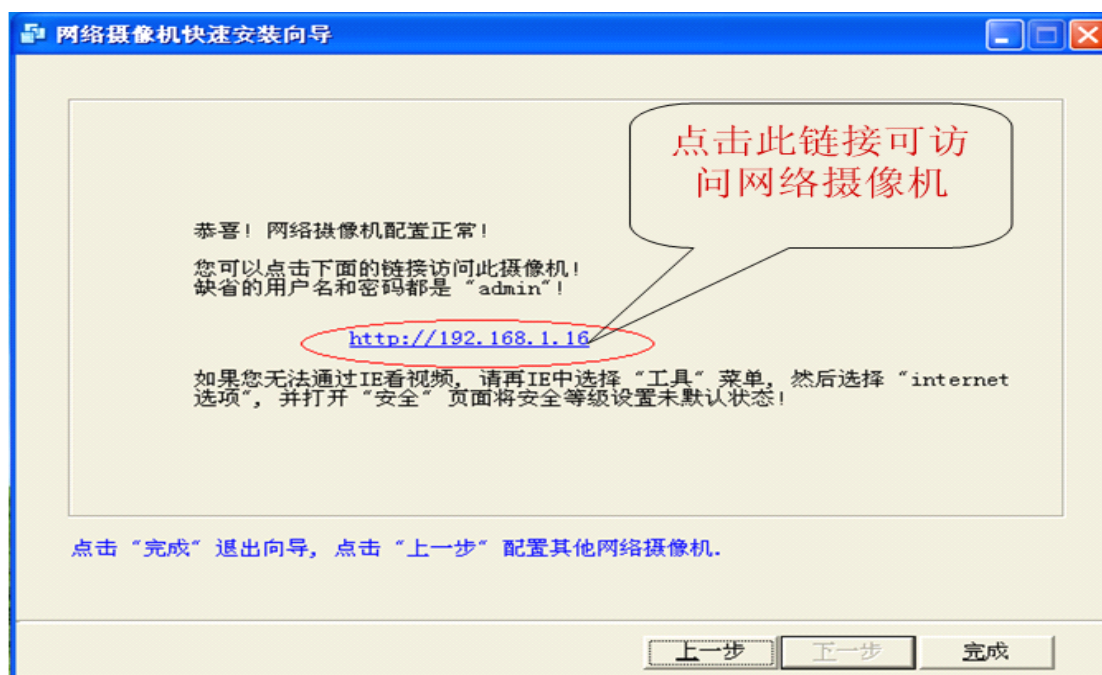 网络摄像机快速安装向导
点击此链接可访
问网络摄像机
恭喜！网络摄像机配置正常！
您可以点击下面的链接访问此摄像机！
缺省的用户名和密码都是“admin”！
http://192.168.1.16
如果您无法通过IE看视频，请再IE中选择“工具”菜单，然后选择“internet
选项”，并打开“安全”页面将安全等级设置未默认状态！
点击“完成”退出向导，点击“上一步”配置其他网络摄像机.
上一步 下一步 完成